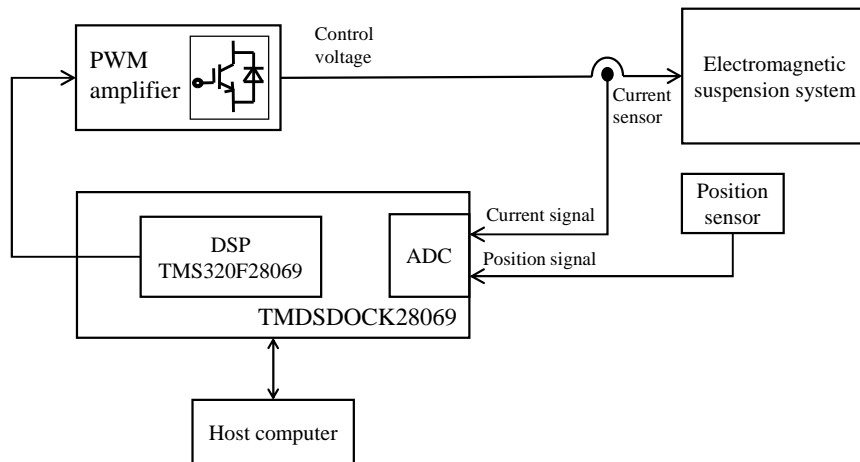 PWM
amplifier
Control
voltage
Current
sensor
Electromagnetic
suspension system
Position
sensor
Current signal
Position signal
DSP
TMS320F28069
ADC
TMDSDOCK28069
Host computer